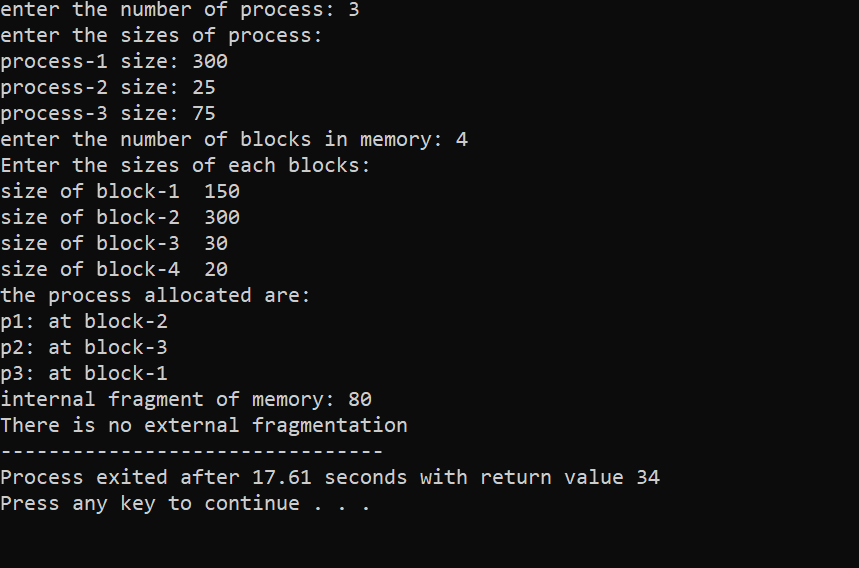 enter the number of process: 3
enter the sizes of process:
process-1 size: 300
process-2 size: 25
process-3 size: 75
enter the number of blocks in memory: 4
Enter the sizes of each blocks:
size of block-1  150
size of block-2  300
size of block-3  30
size of block-4  20
the process allocated are:
p1: at block-2
p2: at block-3
p3: at block-1
internal fragment of memory: 80
There is no external fragmentation
--------------------------------
Process exited after 17.61 seconds with return value 34
Press any key to continue . . .